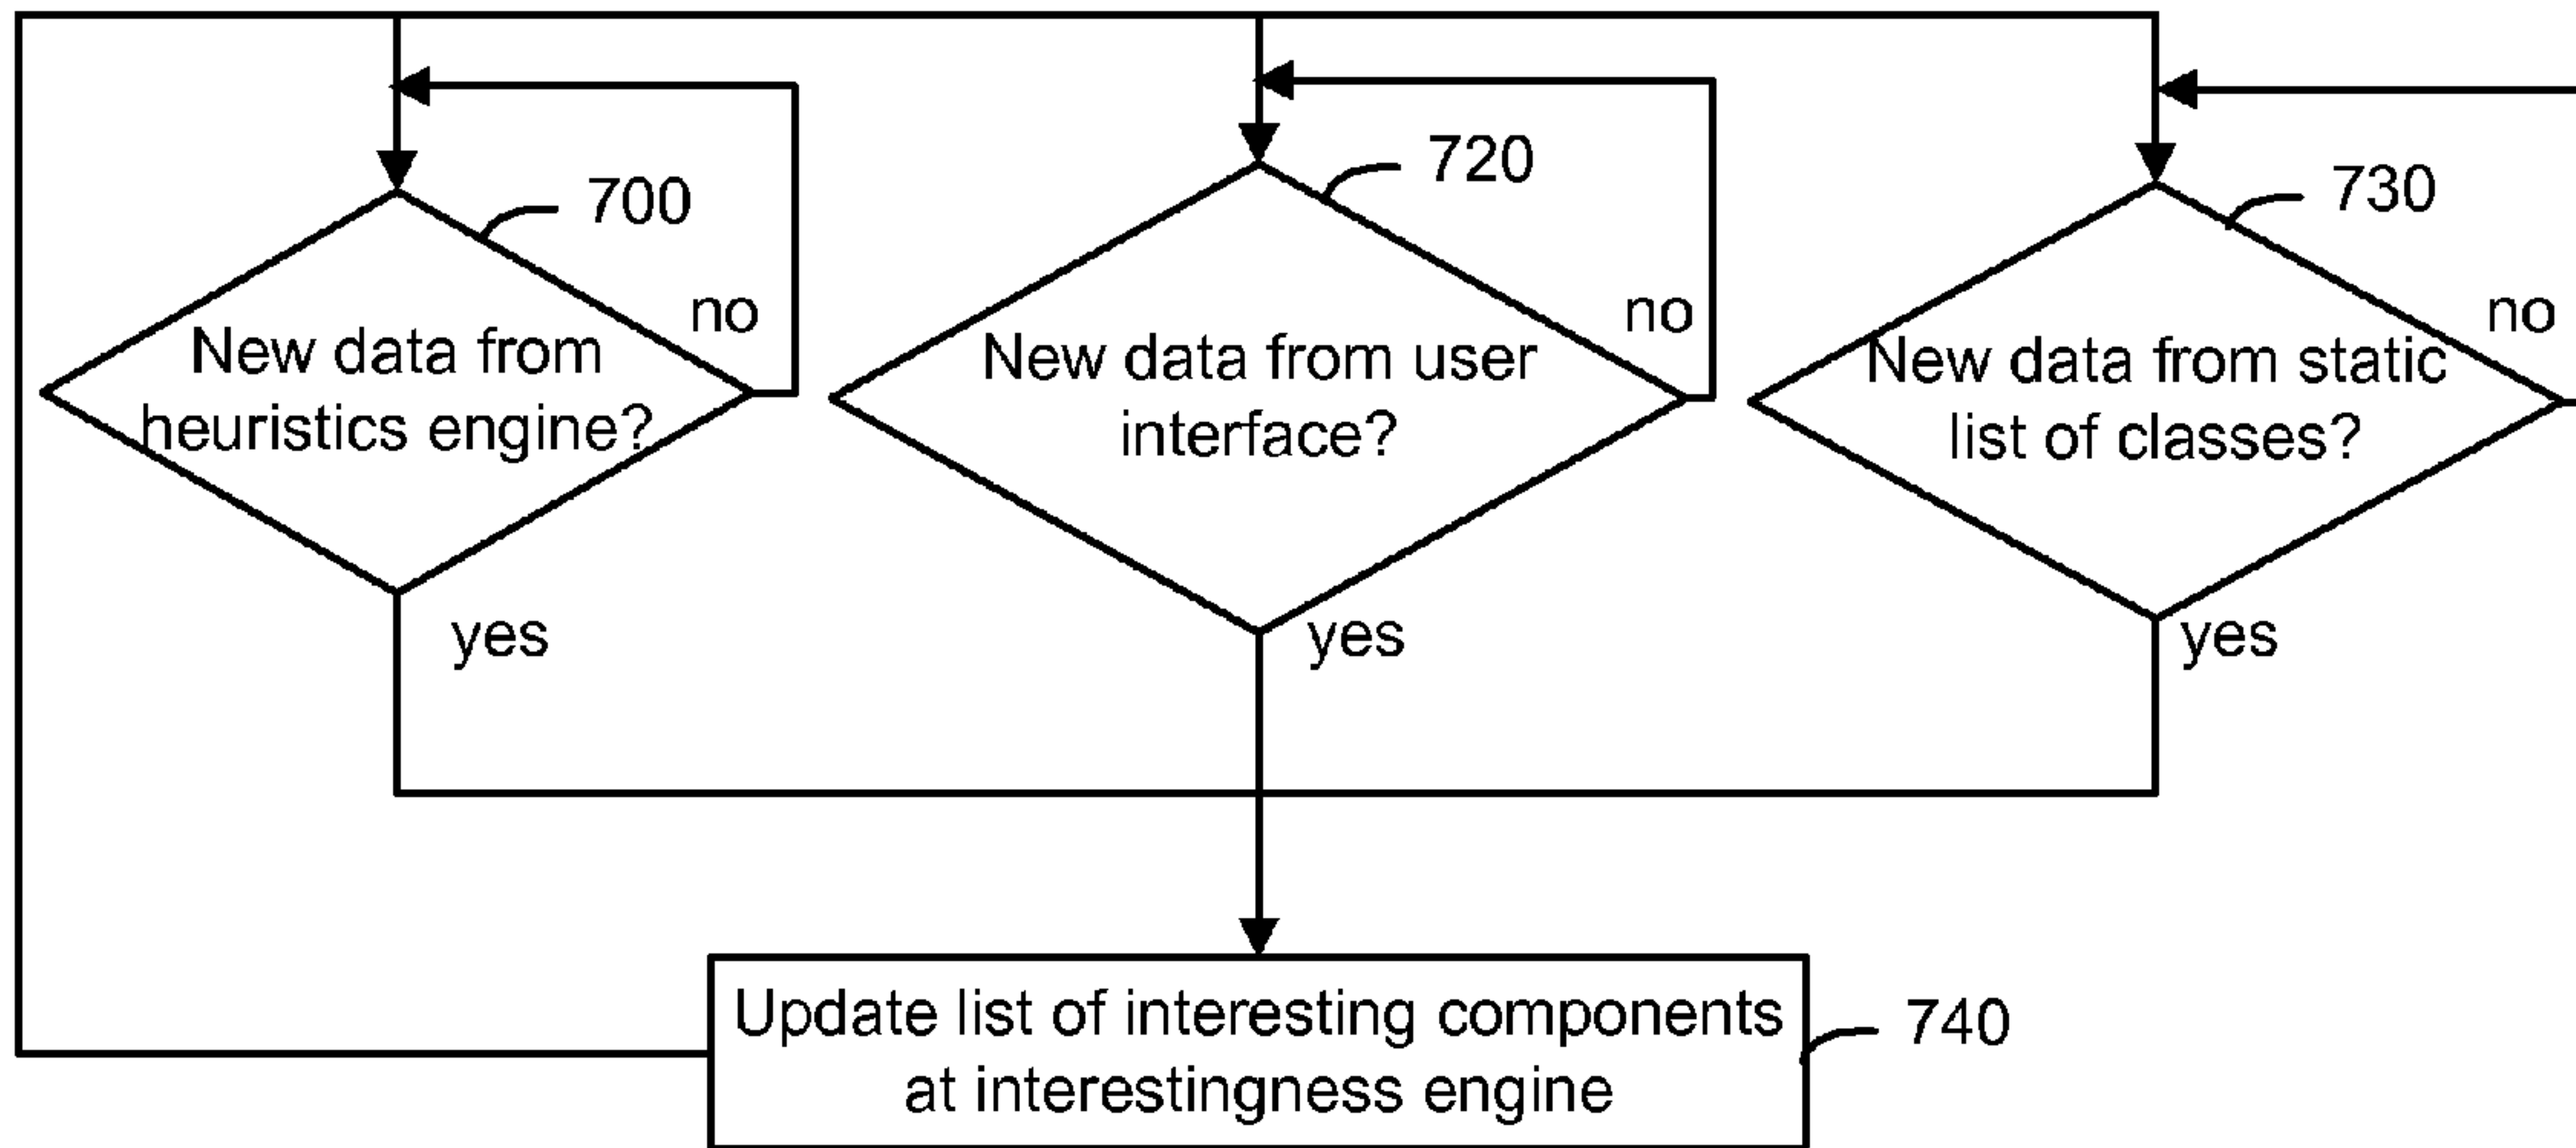 700
New data from
heuristics engine?
no
yes
720
New data from user
interface?
no
yes
730
New data from static
list of classes?
no
yes
Update list of interesting components
at interestingness engine
740